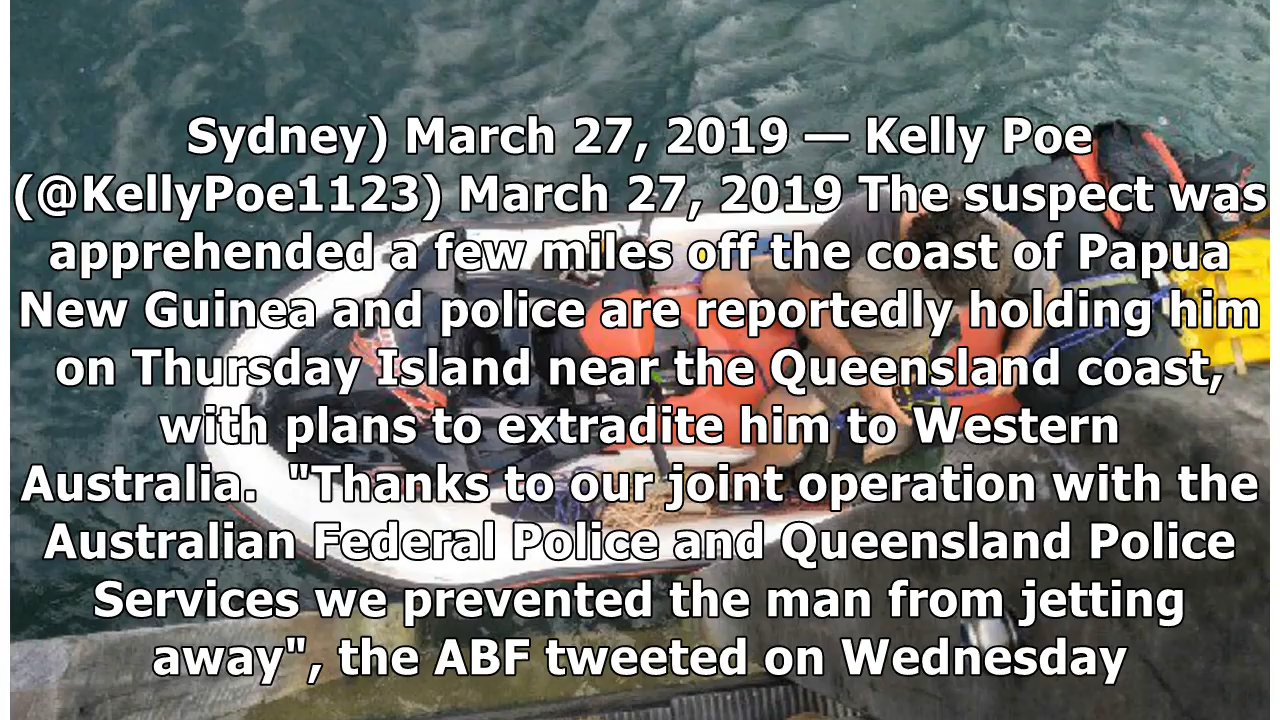 Sydney) March 27, 2019 — Kelly Poe
(@KellyPoe1123) March 27, 2019 The suspect was
apprehended a few miles off the coast of Papua
New Guinea and police are reportedly holding him
on Thursday Island near the Queensland coast,
with plans to extradite him to Western
Australia.  "Thanks to our joint operation with the
Australian Federal Police and Queensland Police
Services we prevented the man from jetting
away", the ABF tweeted on Wednesday